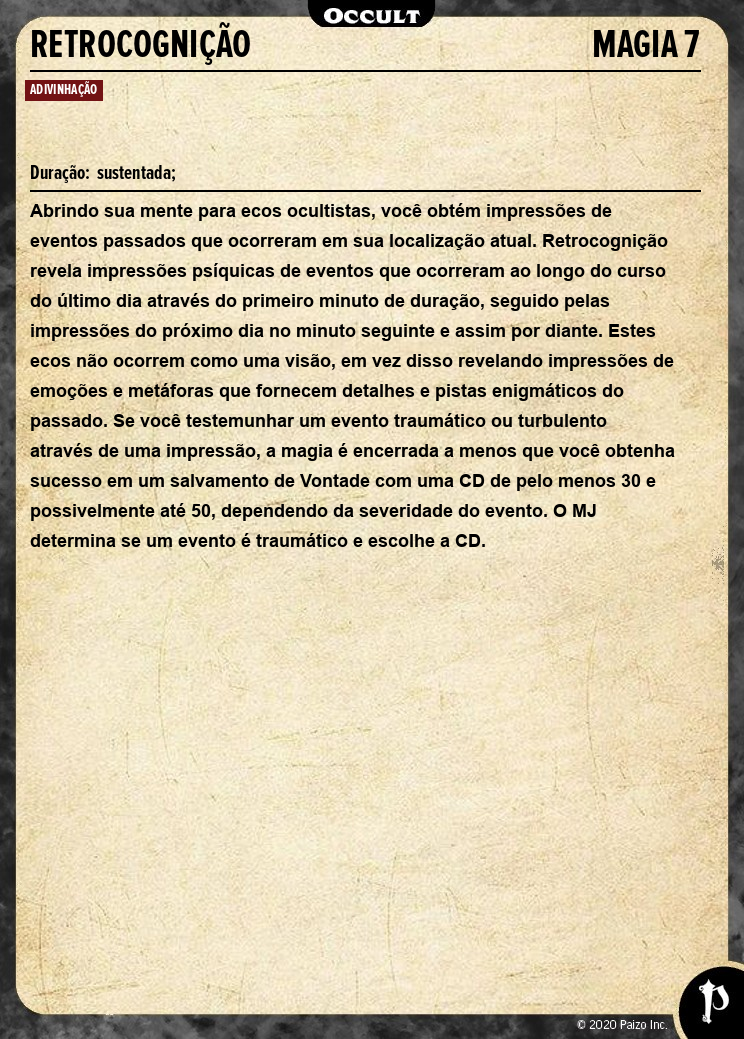 OCCULT
RETROCOGNIÇÃO MAGIA 7
ADIVINHAÇÃO
Duração: sustentada;
Abrindo sua mente para ecos ocultistas, você obtém impressões de
eventos passados que ocorreram em sua localização atual. Retrocognição
revela impressões psíquicas de eventos que ocorreram ao longo do curso
do último dia através do primeiro minuto de duração, seguido pelas
impressões do próximo dia no minuto seguinte e assim por diante. Estes
ecos não ocorrem como uma visão, em vez disso revelando impressões de
emoções e metáforas que fornecem detalhes e pistas enigmáticos do
passado. Se você testemunhar um evento traumático ou turbulento
através de uma impressão, a magia é encerrada a menos que você obtenha
sucesso em um salvamento de Vontade com uma CD de pelo menos 30 e
possivelmente até 50, dependendo da severidade do evento. O MJ
determina se um evento é traumático e escolhe a CD.
© 2020 Paizo Inc.
P